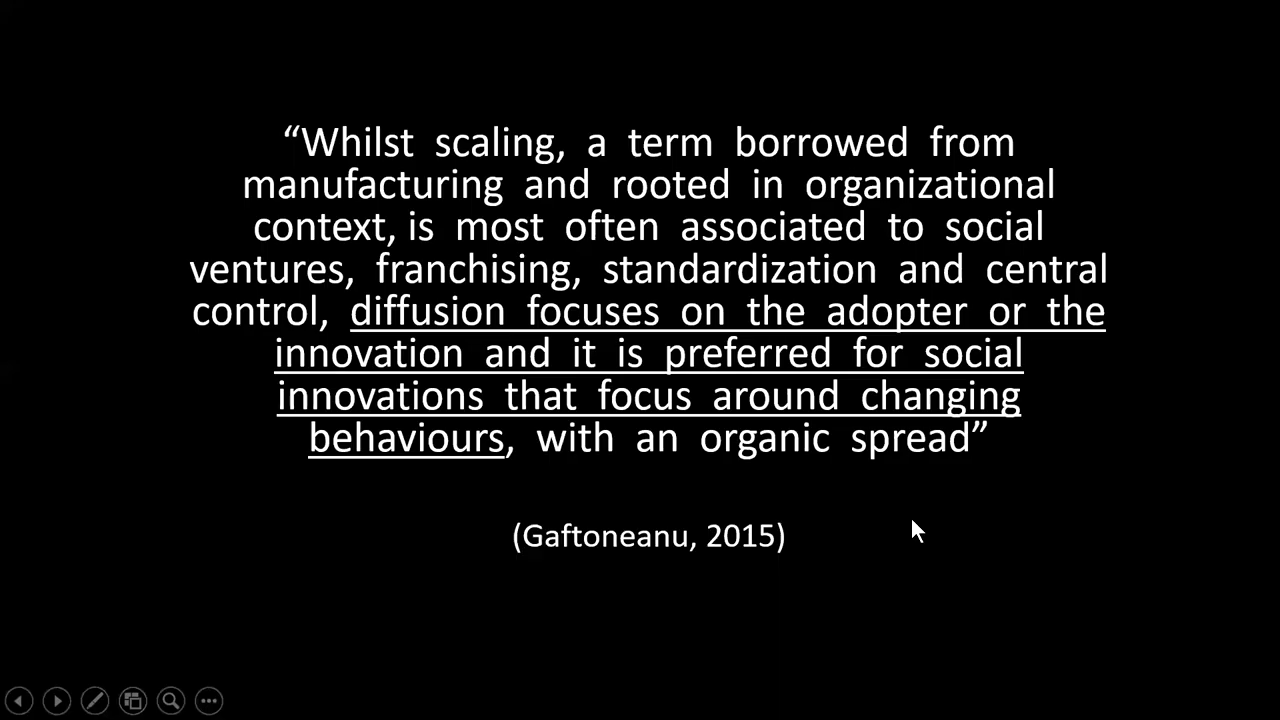 “Whilst scaling, a term borrowed from
manufacturing and rooted in organizational
context, is most often associated to social
ventures, franchising, standardization and central
control, diffusion focuses on the adopter or the
innovation and it is preferred for social
innovations that focus around changing
behaviours, with an organic spread”
(Gaftoneanu, 2015)